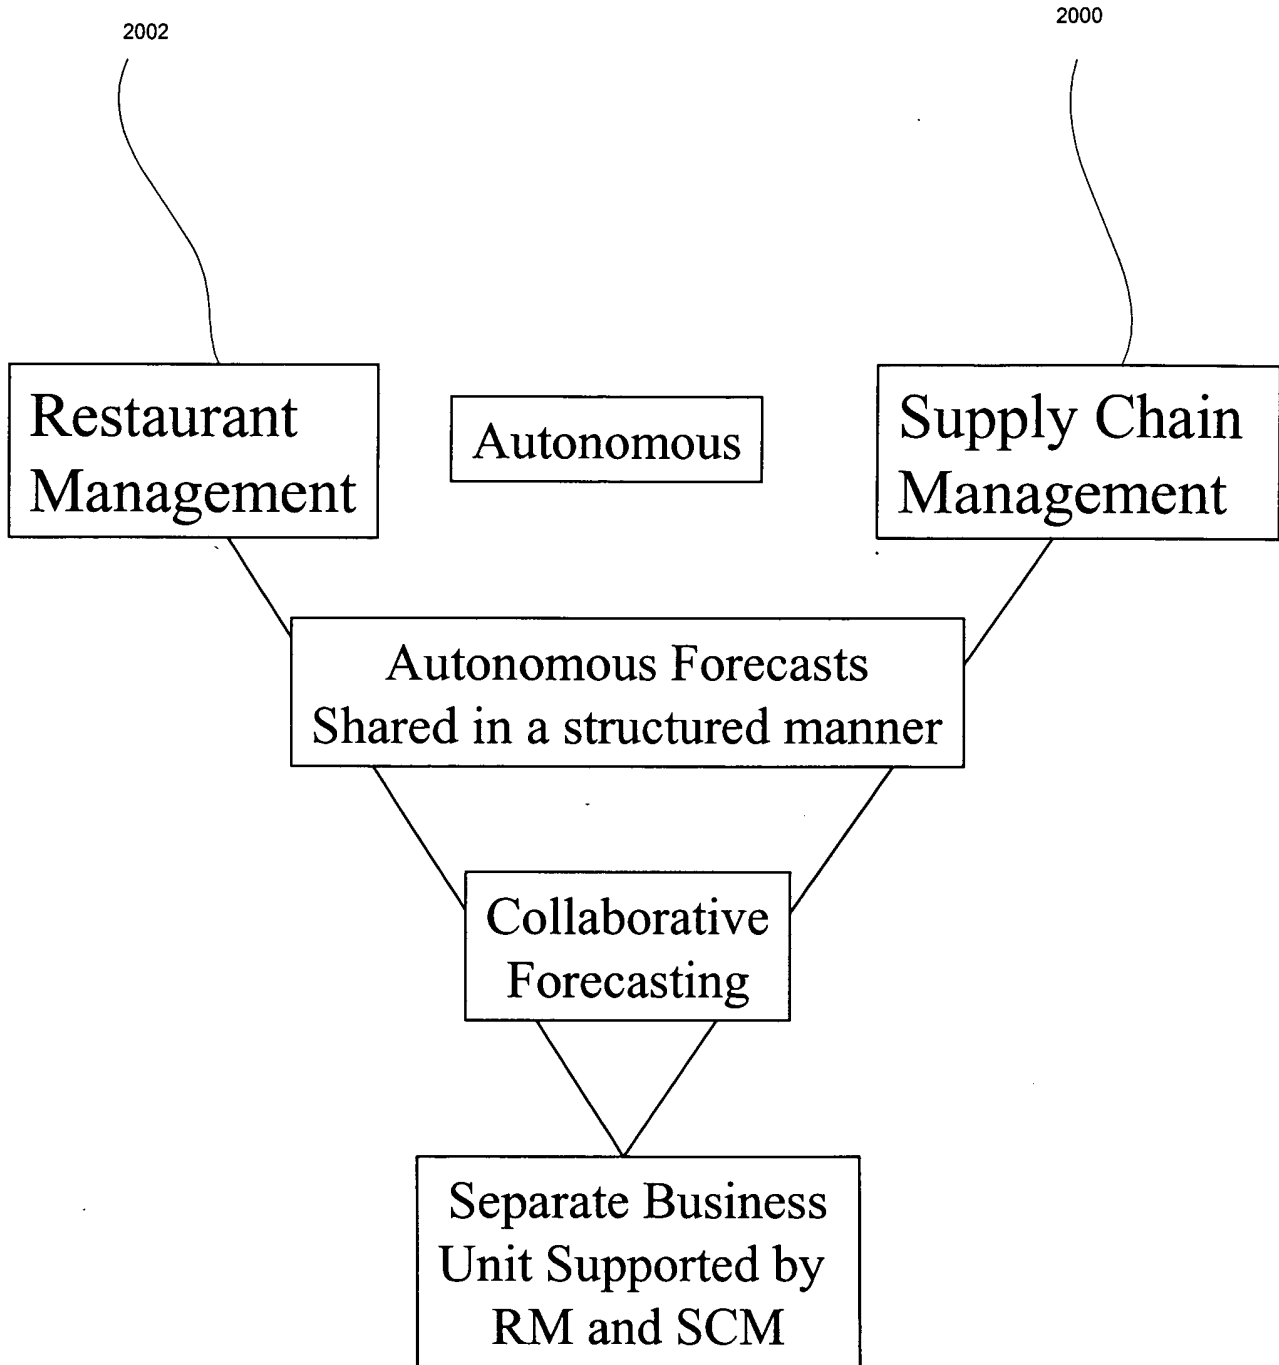 2002
2000
Restaurant
Management
Autonomous
Supply Chain
Management
Autonomous Forecasts
Shared in a structured manner
Collaborative
Forecasting
Separate Business
Unit Supported by
RM and SCM